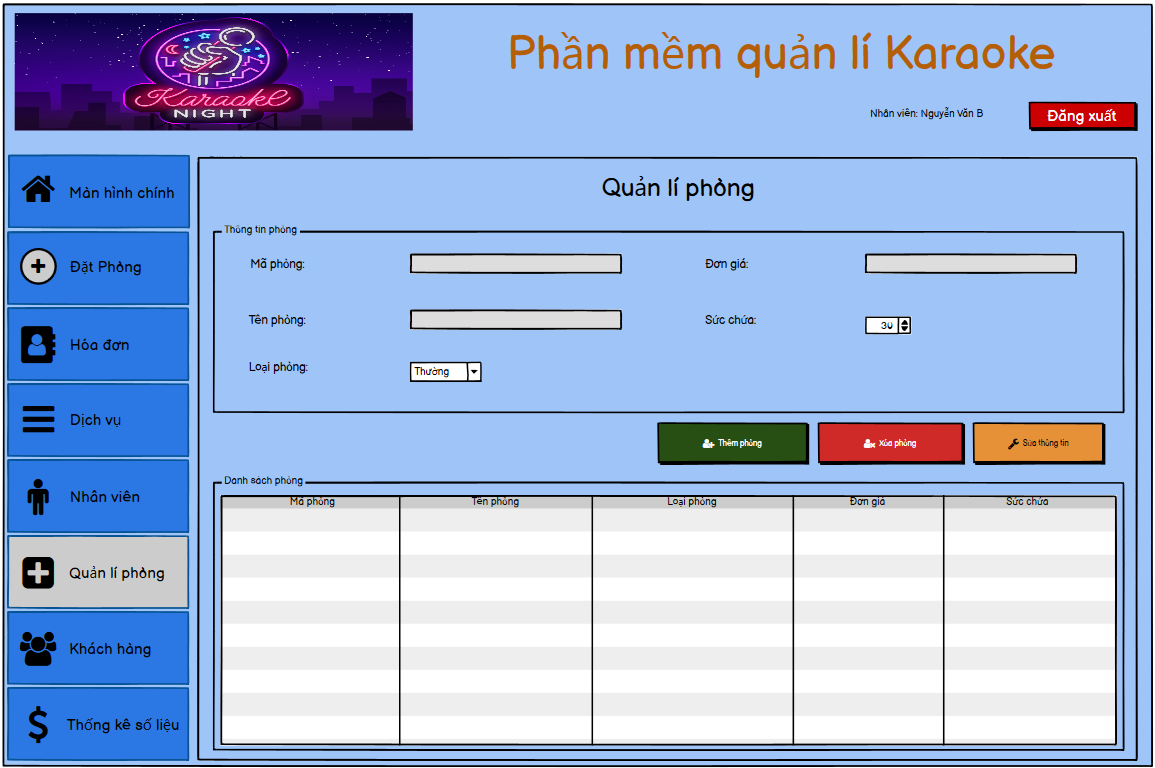 Karaoke
NIGHT
Phần mềm quản lí Karaoke
Nhân viên: Nguyễn Văn B
Đăng xuất
Màn hình chính
Đặt Phòng
Hóa đơn
Dịch vụ
Nhân viên
Quản lí phòng
Khách hàng
Thống kê số liệu
Quản lí phòng
Thông tin phòng
Mã phòng:
Đơn giá:
Tên phòng:
Sức chứa:
30
Loại phòng:
Thường
Thêm phòng
Xóa phòng
Sửa thông tin
Danh sách phòng
Mã phòng
Tên phòng
Loại phòng
Đơn giá
Sức chứa